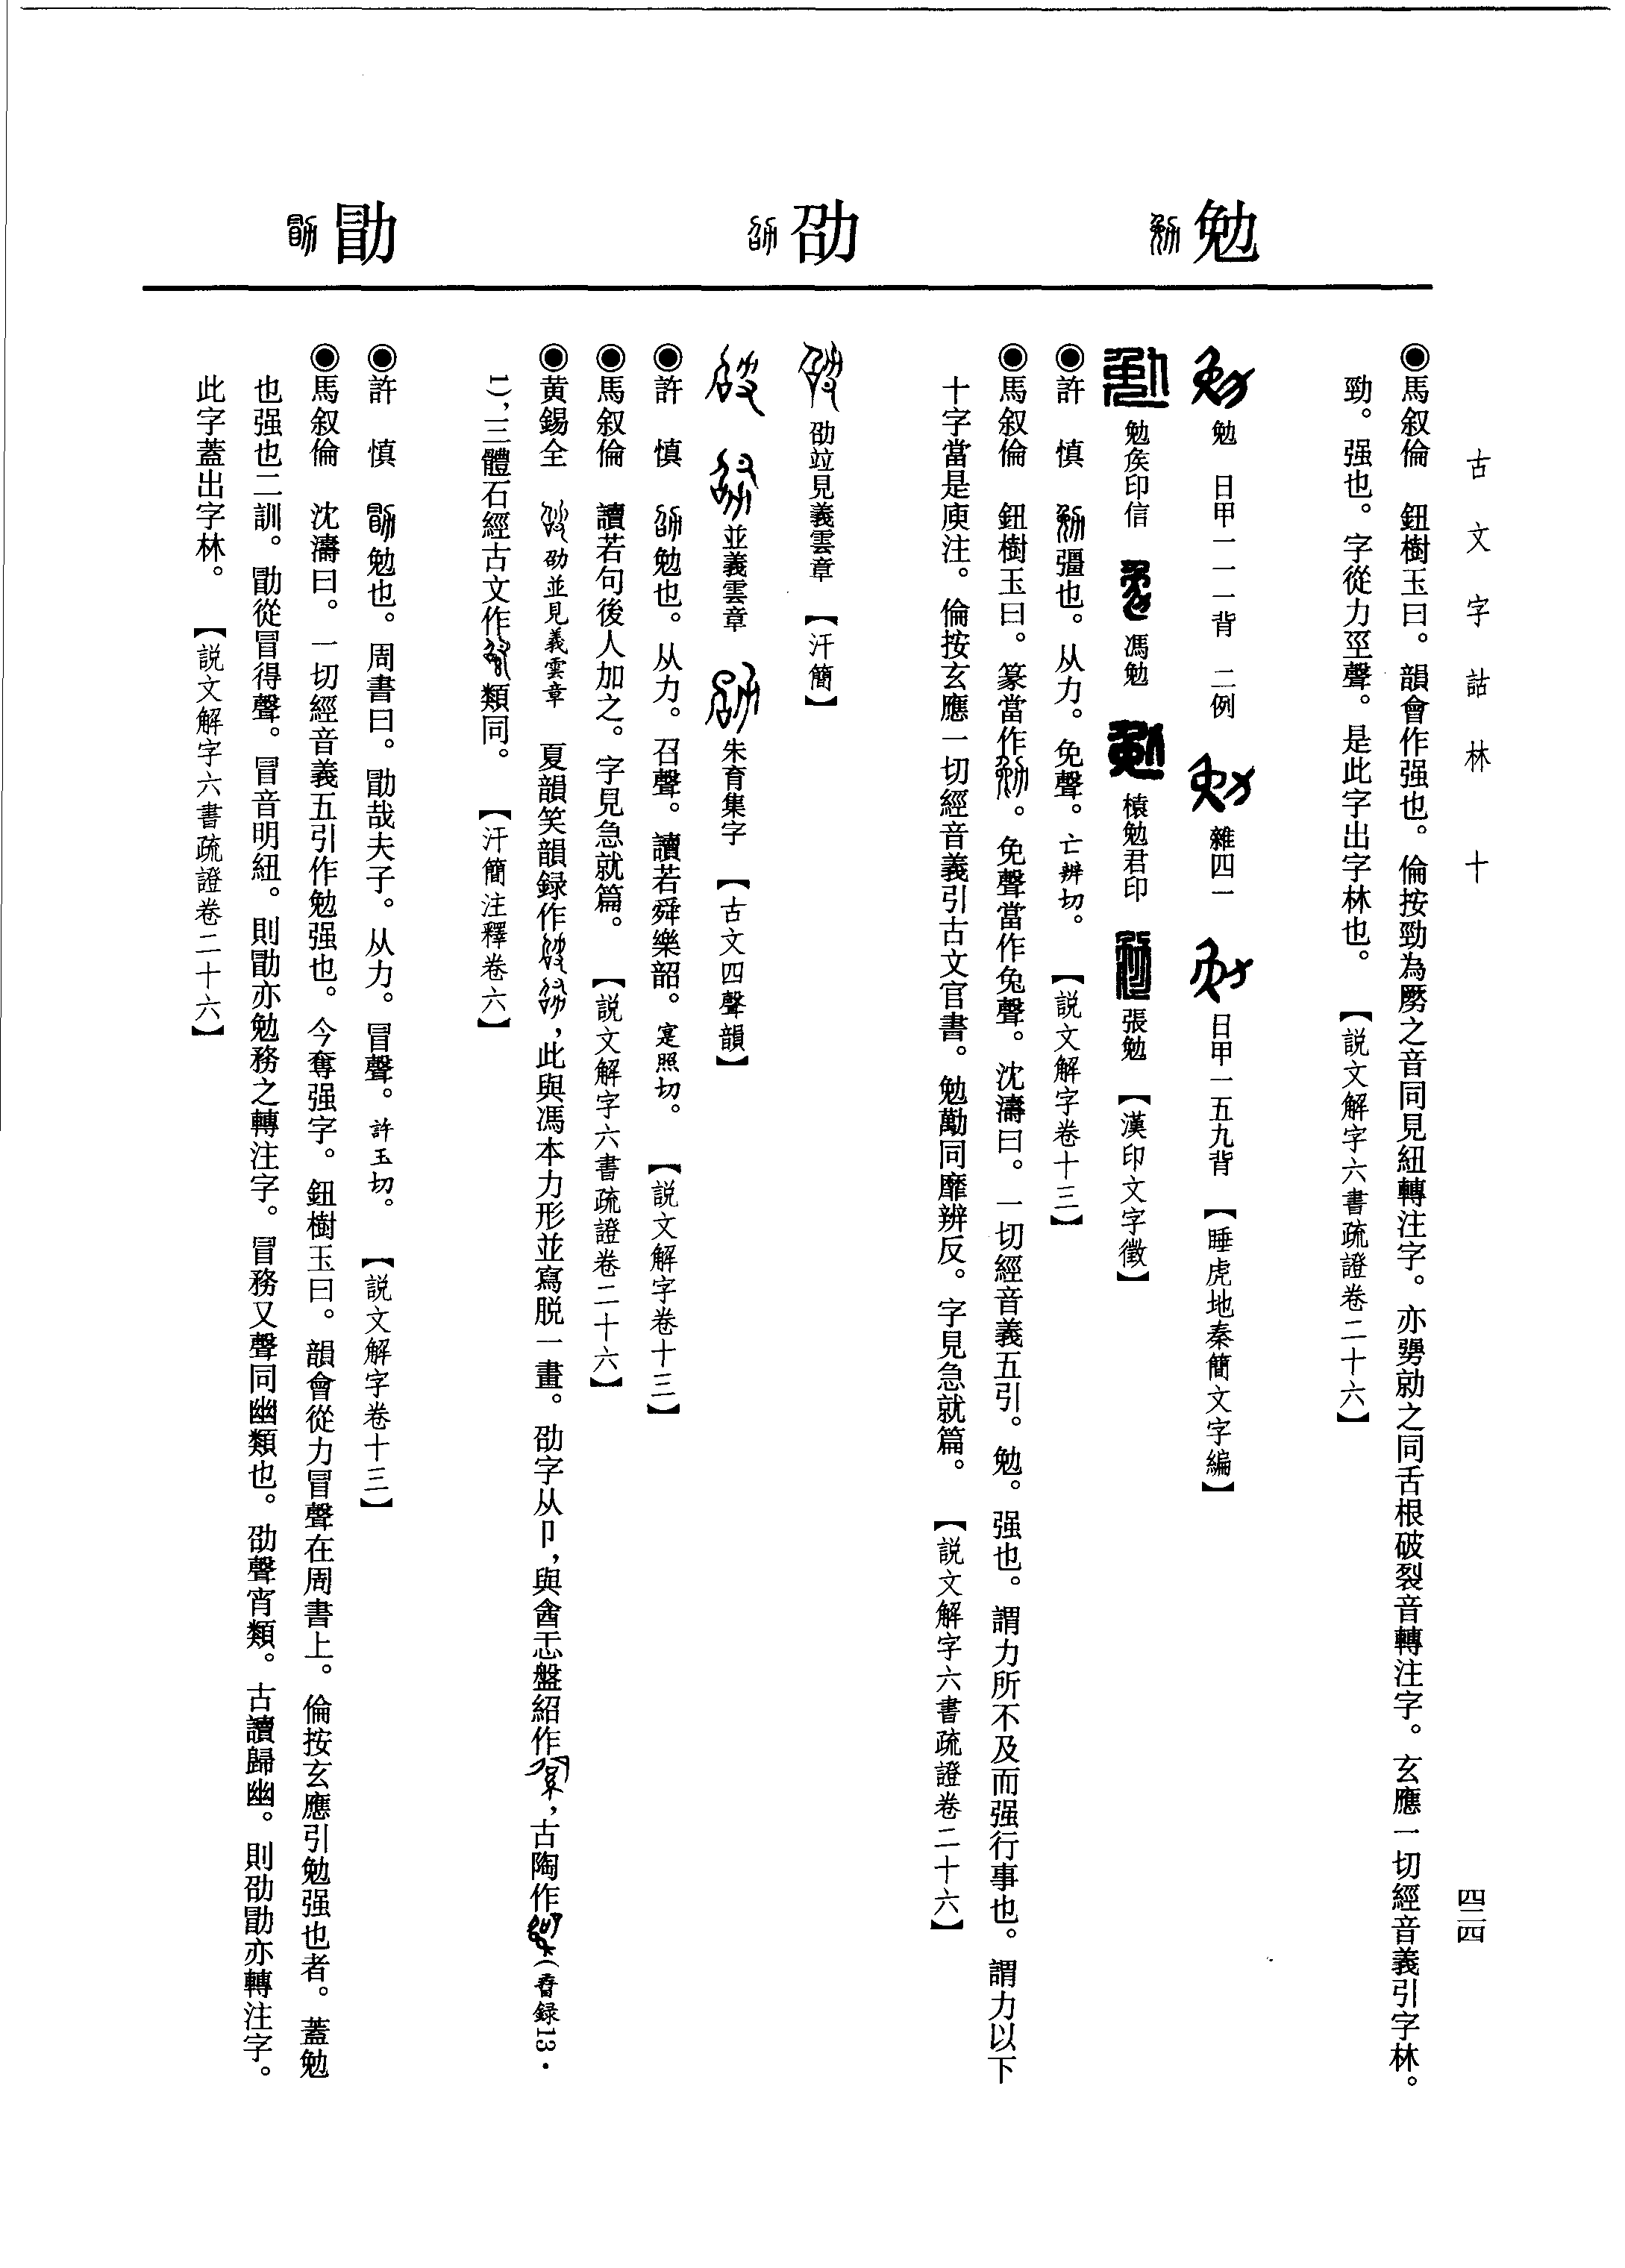 古文字詁林 十
四二四
◉馬叙倫 鈕樹玉曰。韻會作强也。倫按勁為勥之音同見紐轉注字。亦勥勍之同舌根破裂音轉注字。玄應一切經音義引字林。
勁。强也。字從力巠聲。是此字出字林也。 【説文解字六書疏證卷二十六】
勉
勉 日甲一一一背 二例 雜四一 日甲一五九背 【睡虎地秦簡文字編】
勉矦印信 馮勉 榬勉君印 張勉 【漢印文字徵】
◉許 慎 勉彊也。从力。免聲。亡辨切。 【説文解字卷十三】
◉馬叙倫 鈕樹玉曰。篆當作。免聲當作兔聲。沈濤曰。一切經音義五引。勉。强也。謂力所不及而强行事也。謂力以下
十字當是庾注。倫按玄應一切經音義引古文官書。勉勱同靡辨反。字見急就篇。 【説文解字六書疏證卷二十六】
劭
劭竝見義雲章 【汗簡】
並義雲章 朱育集字 【古文四聲韻】
◉許 慎 劭勉也。从力。召聲。讀若舜樂韶。寔照切。 【説文解字卷十三】
◉馬叙倫 讀若句後人加之。字見急就篇。 【説文解字六書疏證卷二十六】
◉黄錫全 劭並見義雲章 夏韻笑韻録作，此與馮本力形並寫脱一畫。劭字从卩，與酓忎盤紹作，古陶作(舂録13·
1)，三體石經古文作類同。 【汗簡注釋卷六】
勖
◉許 慎 勖勉也。周書曰。勖哉夫子。从力。冒聲。許玉切。 【説文解字卷十三】
◉馬叙倫 沈濤曰。一切經音義五引作勉强也。今奪强字。鈕樹玉曰。韻會從力冒聲在周書上。倫按玄應引勉强也者。蓋勉
也强也二訓。勖從冒得聲。冒音明紐。則勖亦勉務之轉注字。冒務又聲同幽類也。劭聲宵類。古讀歸幽。則劭勖亦轉注字。
此字蓋出字林。 【説文解字六書疏證卷二十六】